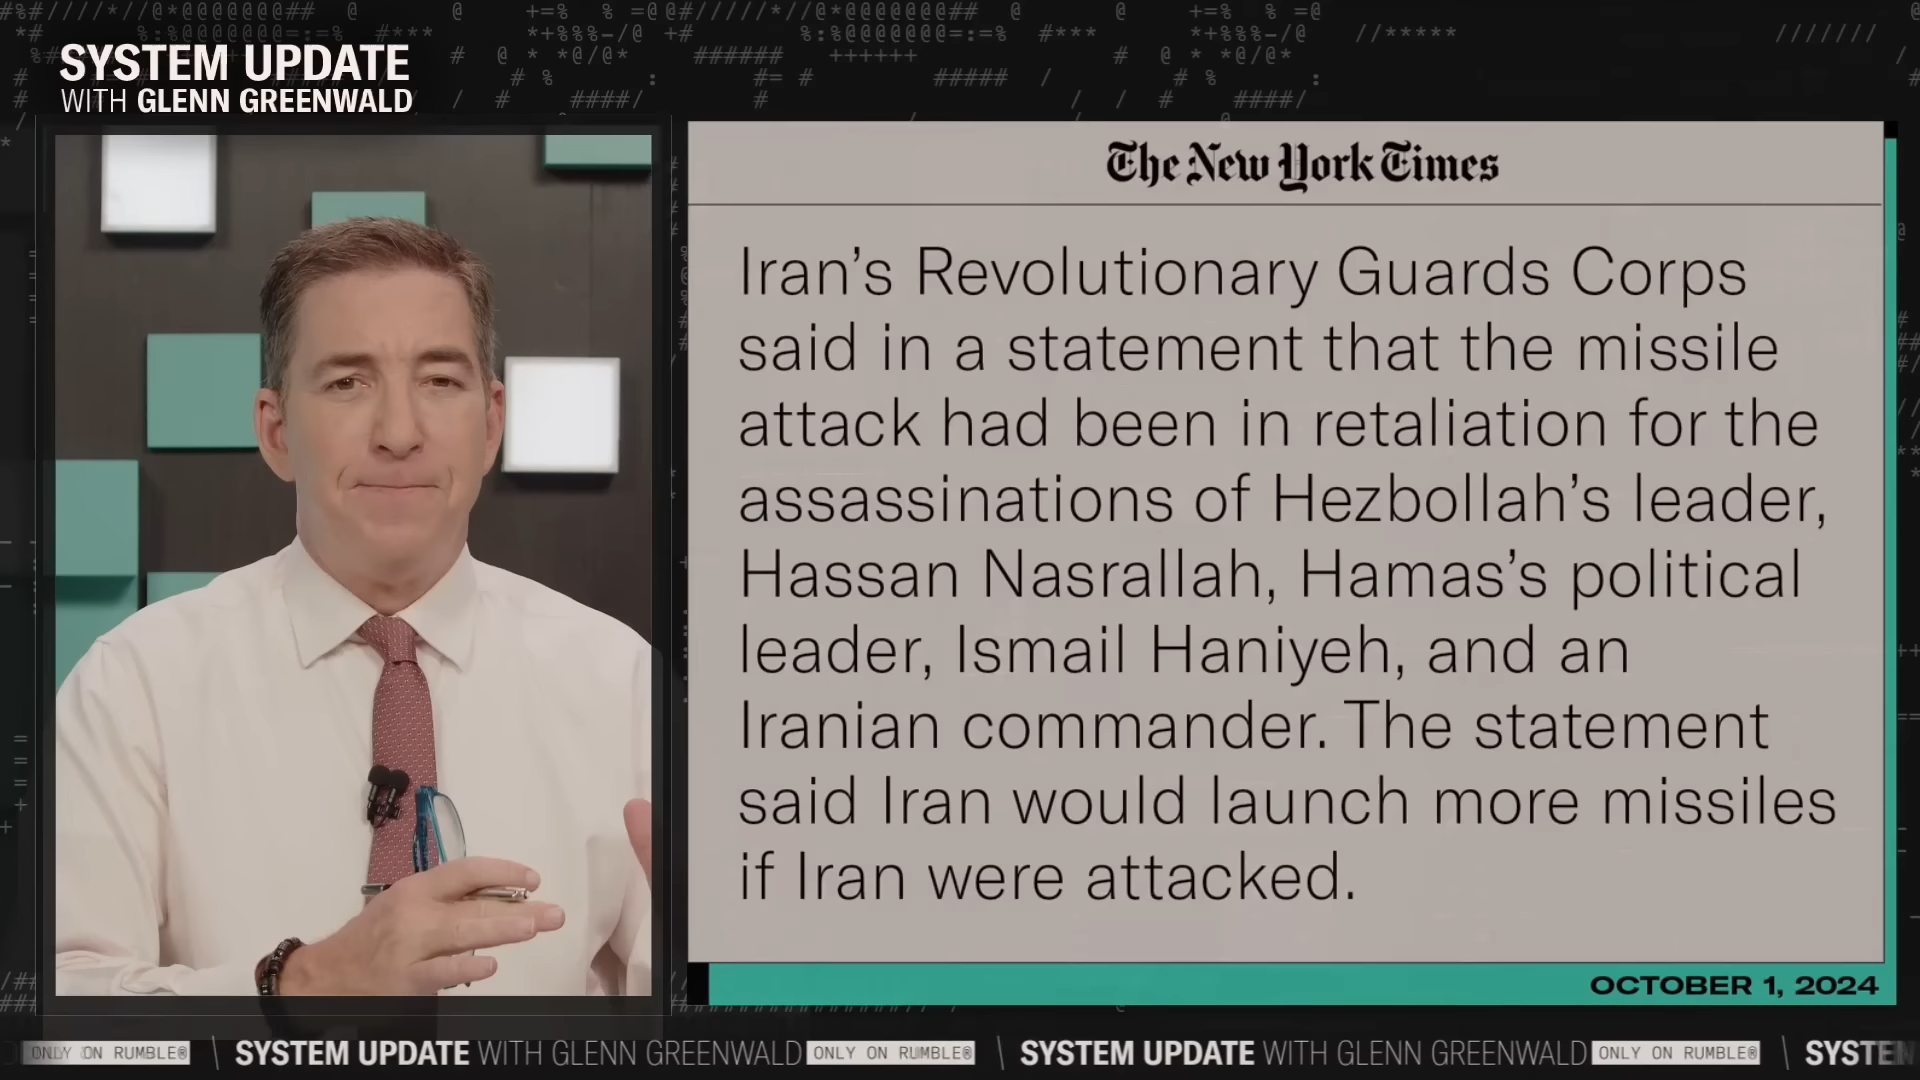 SYSTEM UPDATE
WITH GLENN GREENWALD
The New York Times
Iran’s Revolutionary Guards Corps
said in a statement that the missile
attack had been in retaliation for the
assassinations of Hezbollah’s leader,
Hassan Nasrallah, Hamas’s political
leader, Ismail Haniyeh, and an
Iranian commander. The statement
said Iran would launch more missiles
if Iran were attacked.
OCTOBER 1, 2024
ONLY ON RUMBLE® \ SYSTEM UPDATE WITH GLENN GREENWALD ONLY ON RUMBLE® \ SYSTEM UPDATE WITH GLENN GREENWALD ONLY ON RUMBLE® \ SYSTEM